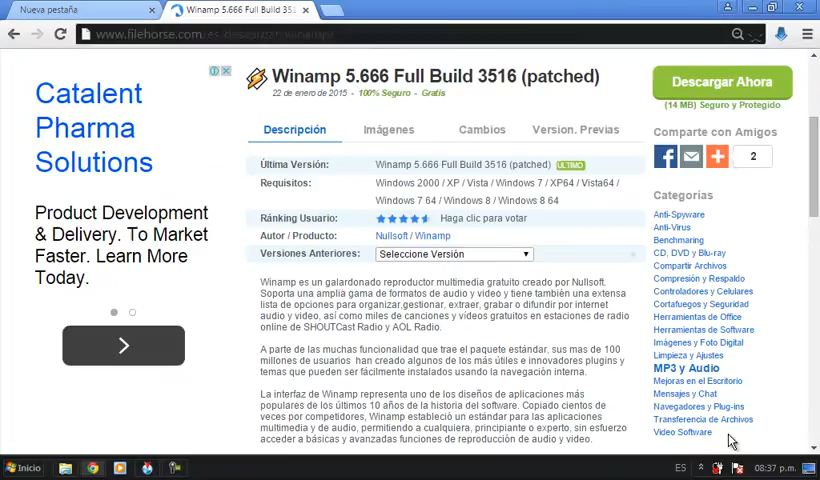 Nueva pestaña
Winamp 5.666 Full Build 351
www.filehorse.com/es/descargar-winamp/
Catalent
Pharma
Solutions
Product Development
& Delivery. To Market
Faster. Learn More
Today.
Winamp 5.666 Full Build 3516 (patched)
22 de enero de 2015 - 100% Seguro - Gratis
Descripción
Imágenes
Cambios
Version. Previas
Última Versión: Winamp 5.666 Full Build 3516 (patched) ÚLTIMO
Requisitos: Windows 2000 / XP / Vista / Windows 7 / XP64 / Vista64 /
Windows 7 64 / Windows 8 / Windows 8 64
Ránking Usuario: Haga clic para votar
Autor / Producto: Nullsoft / Winamp
Versiones Anteriores: Seleccione Versión
Winamp es un galardonado reproductor multimedia gratuito creado por Nullsoft.
Soporta una amplia gama de formatos de audio y video y tiene también una extensa
lista de opciones para organizar,gestionar, extraer, grabar o difundir por internet
audio y video, así como miles de canciones y vídeos gratuitos en estaciones de radio
online de SHOUTCast Radio y AOL Radio.
A parte de las muchas funcionalidad que trae el paquete estándar, sus mas de 100
millones de usuarios han creado algunos de los más útiles e innovadores plugins y
temas que pueden ser fácilmente instalados usando la navegación interna.
La interfaz de Winamp representa uno de los diseños de aplicaciones más
populares de los últimos 10 años de la historia del software. Copiado cientos de
veces por competidores, Winamp estableció un estándar para las aplicaciones
multimedia y de audio, permitiendo a cualquiera, principiante o experto, sin esfuerzo
acceder a básicas y avanzadas funciones de reproducción de audio y video.
Descargar Ahora
(14 MB) Seguro y Protegido
Comparte con Amigos
2
Categorías
Anti-Spyware
Anti-Virus
Benchmarking
CD, DVD y Blu-ray
Compartir Archivos
Compresión y Respaldo
Controladores y Celulares
Cortafuegos y Seguridad
Herramientas de Office
Herramientas de Software
Imágenes y Foto Digital
Limpieza y Ajustes
MP3 y Audio
Mejoras en el Escritorio
Mensajes y Chat
Navegadores y Plug-ins
Transferencia de Archivos
Video Software
Inicio
ES
08:37 p.m.